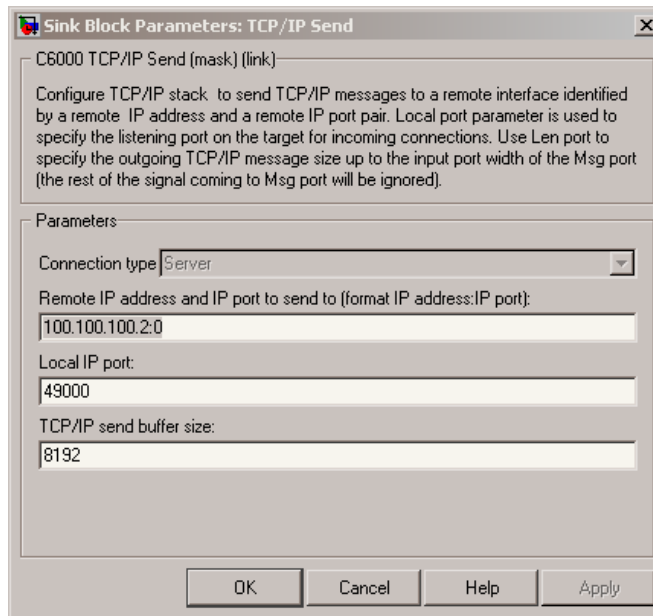 Sink Block Parameters: TCP/IP Send
C6000 TCP/IP Send (mask) (link)
Configure TCP/IP stack to send TCP/IP messages to a remote interface identified
by a remote IP address and a remote IP port pair. Local port parameter is used to
specify the listening port on the target for incoming connections. Use Len port to
specify the outgoing TCP/IP message size up to the input port width of the Msg port
(the rest of the signal coming to Msg port will be ignored).
Parameters
Connection type Server
Remote IP address and IP port to send to (format IP address:IP port):
100.100.100.2:0
Local IP port:
49000
TCP/IP send buffer size:
8192
OK Cancel Help Apply